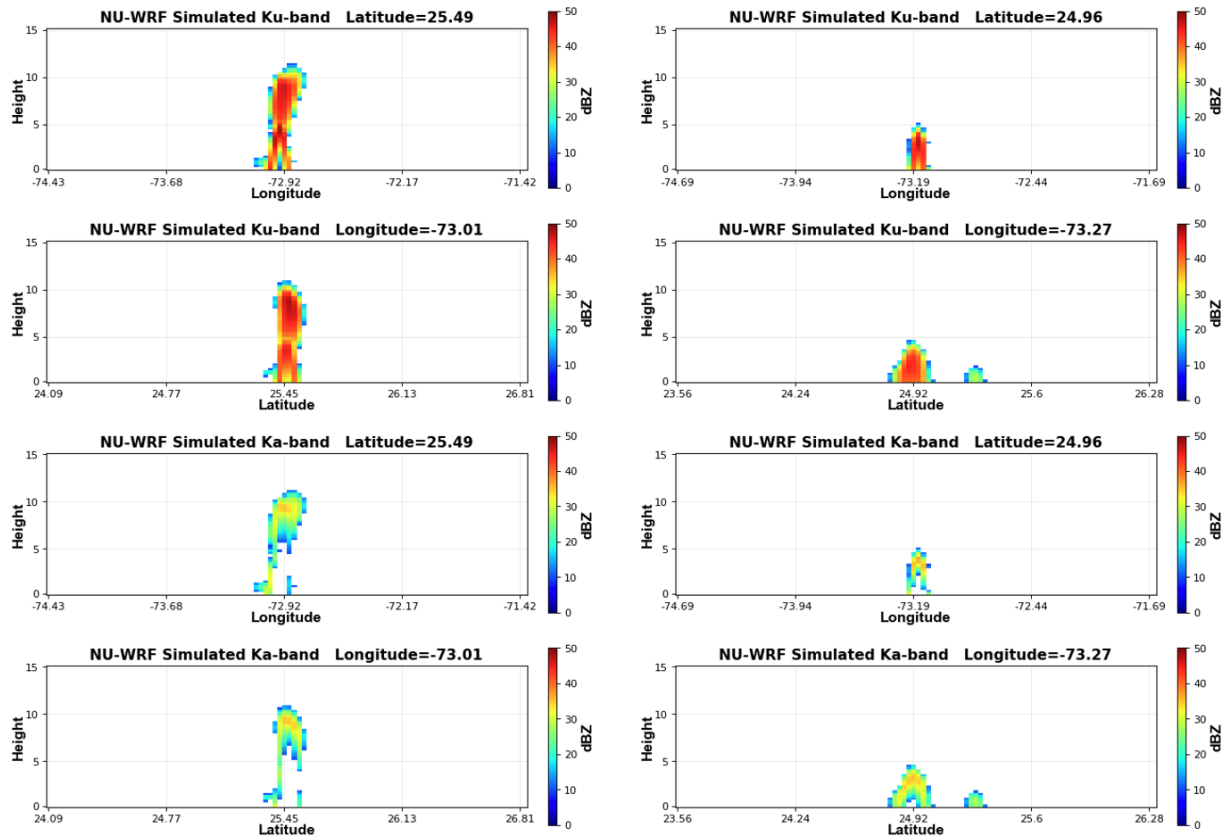 NU-WRF Simulated Ku-band   Latitude=25.49
15
10
5
0
Height
-74.43 -73.68 -72.92 -72.17 -71.42
Longitude
50
40
30
20
10
0
dBZ
NU-WRF Simulated Ku-band   Latitude=24.96
15
10
5
0
Height
-74.69 -73.94 -73.19 -72.44 -71.69
Longitude
50
40
30
20
10
0
dBZ
NU-WRF Simulated Ku-band   Longitude=-73.01
15
10
5
0
Height
24.09 24.77 25.45 26.13 26.81
Latitude
50
40
30
20
10
0
dBZ
NU-WRF Simulated Ku-band   Longitude=-73.27
15
10
5
0
Height
23.56 24.24 24.92 25.6 26.28
Latitude
50
40
30
20
10
0
dBZ
NU-WRF Simulated Ka-band   Latitude=25.49
15
10
5
0
Height
-74.43 -73.68 -72.92 -72.17 -71.42
Longitude
50
40
30
20
10
0
dBZ
NU-WRF Simulated Ka-band   Latitude=24.96
15
10
5
0
Height
-74.69 -73.94 -73.19 -72.44 -71.69
Longitude
50
40
30
20
10
0
dBZ
NU-WRF Simulated Ka-band   Longitude=-73.01
15
10
5
0
Height
24.09 24.77 25.45 26.13 26.81
Latitude
50
40
30
20
10
0
dBZ
NU-WRF Simulated Ka-band   Longitude=-73.27
15
10
5
0
Height
23.56 24.24 24.92 25.6 26.28
Latitude
50
40
30
20
10
0
dBZ